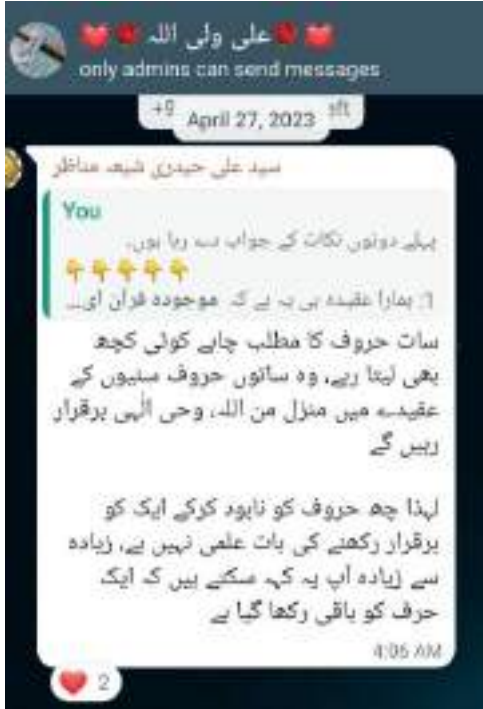 علی ولی اللہ
only admins can send messages
April 27, 2023
سید علی حیدری شیعہ مناظر
You
پہلے دونوں نکات کے جواب دے رہا ہوں۔
1: ہمارا عقیدہ ہی یہ ہے کہ موجودہ قرآن ای...
سات حروف کا مطلب چاہے کوئی کچھ
بھی لیتا رہے، وہ ساتوں حروف سنیوں کے
عقیدے میں منزل من اللہ، وحی الٰہی برقرار
رہیں گے
لہذا چھ حروف کو نابود کرکے ایک کو
برقرار رکھنے کی بات علمی نہیں ہے، زیادہ
سے زیادہ آپ یہ کہہ سکتے ہیں کہ ایک
حرف کو باقی رکھا گیا ہے
4:06 AM
2